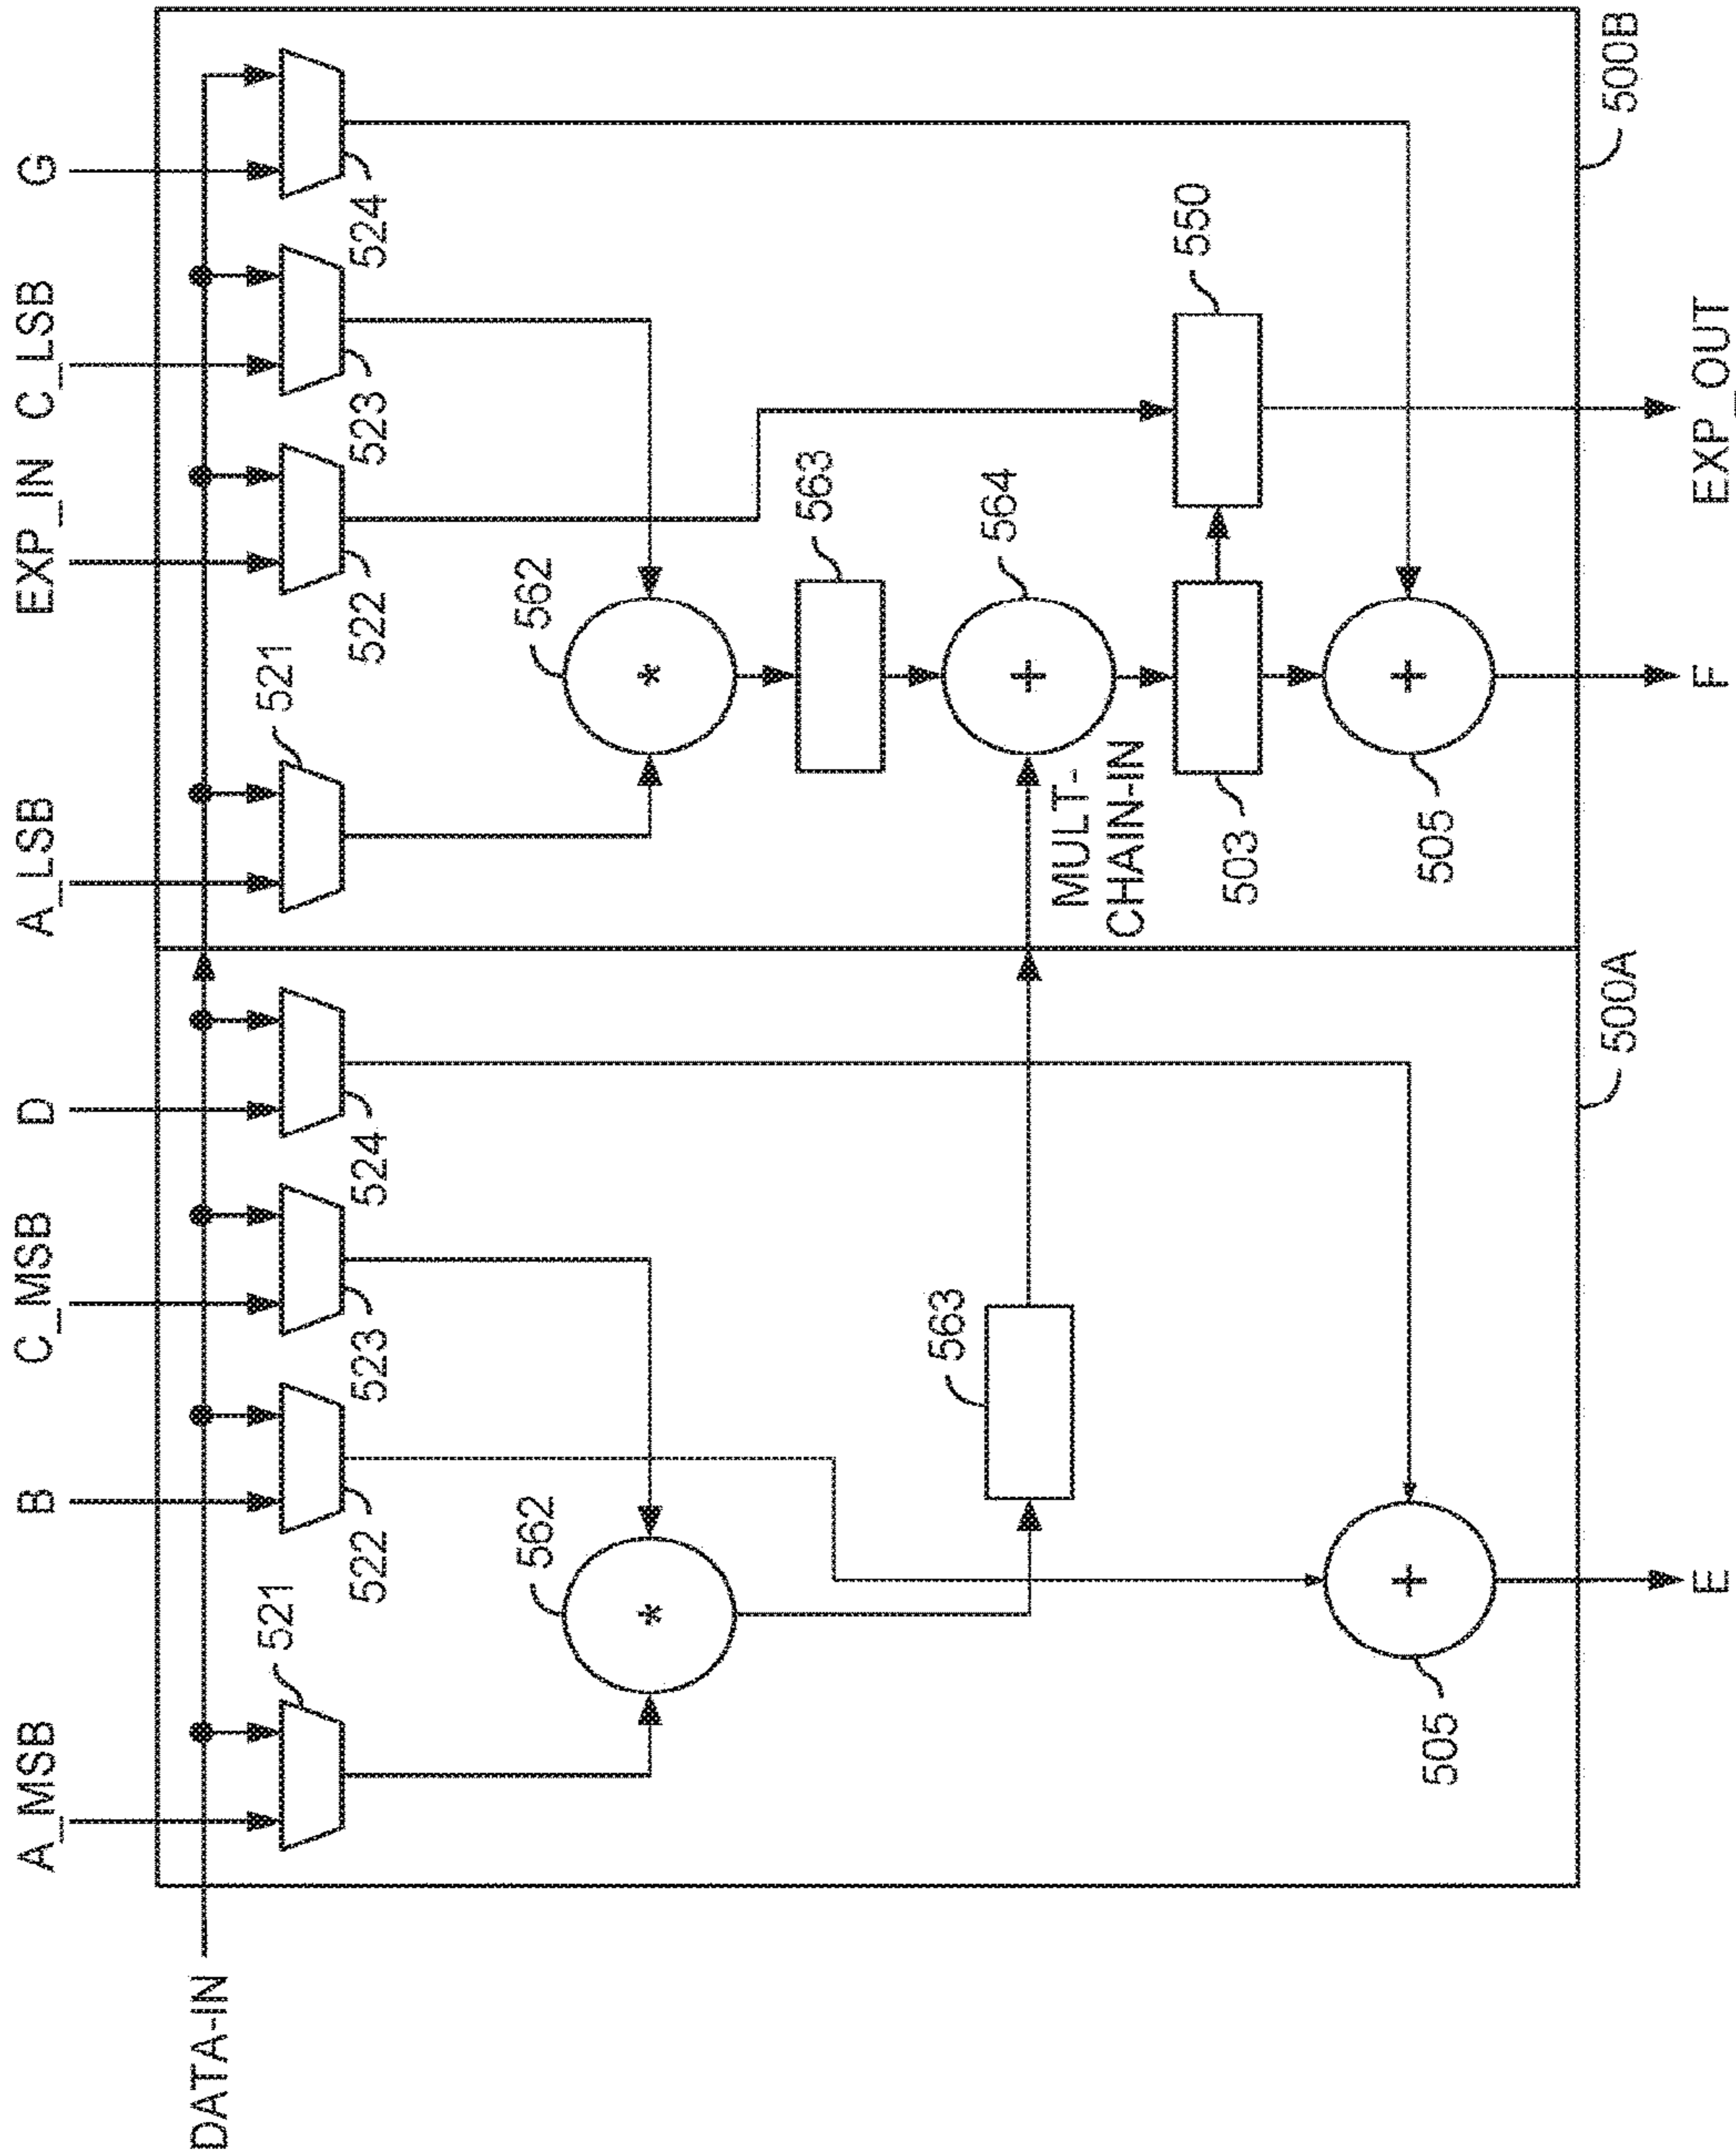 A_MSB
B
C_MSB
D
A_LSB
EXP_IN
C_LSB
G
DATA-IN
521
522
523
524
521
522
523
524
562
562
563
563
564
MULT-
CHAIN-IN
503
550
505
505
500A
500B
E
F
EXP_OUT